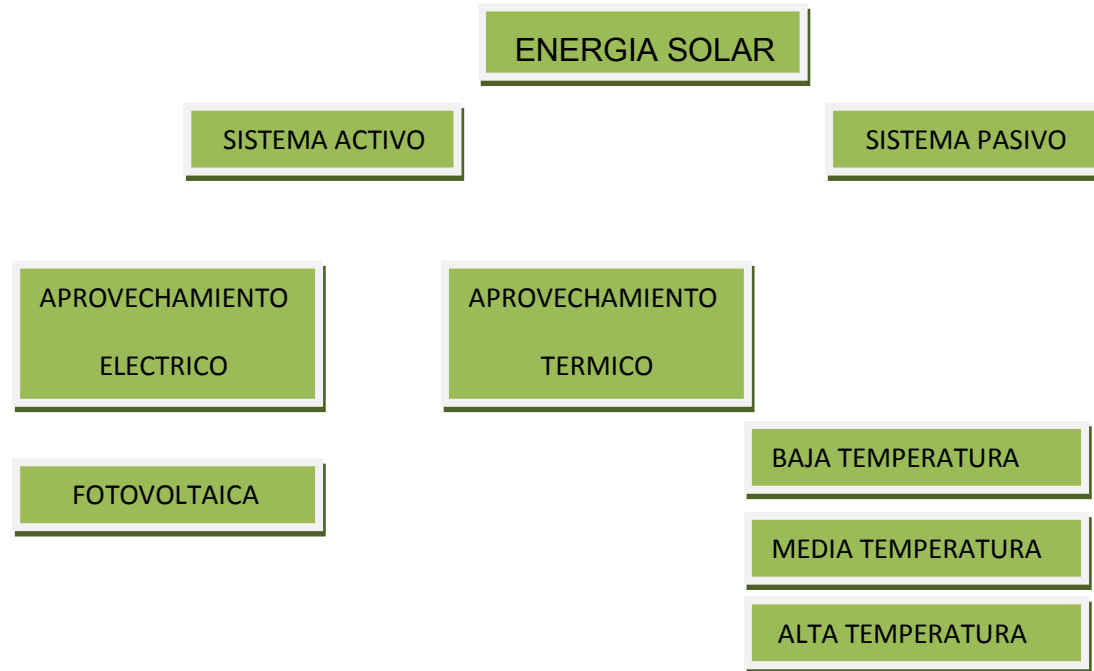 ENERGIA SOLAR
SISTEMA ACTIVO
SISTEMA PASIVO
APROVECHAMIENTO
ELECTRICO
APROVECHAMIENTO
TERMICO
FOTOVOLTAICA
BAJA TEMPERATURA
MEDIA TEMPERATURA
ALTA TEMPERATURA